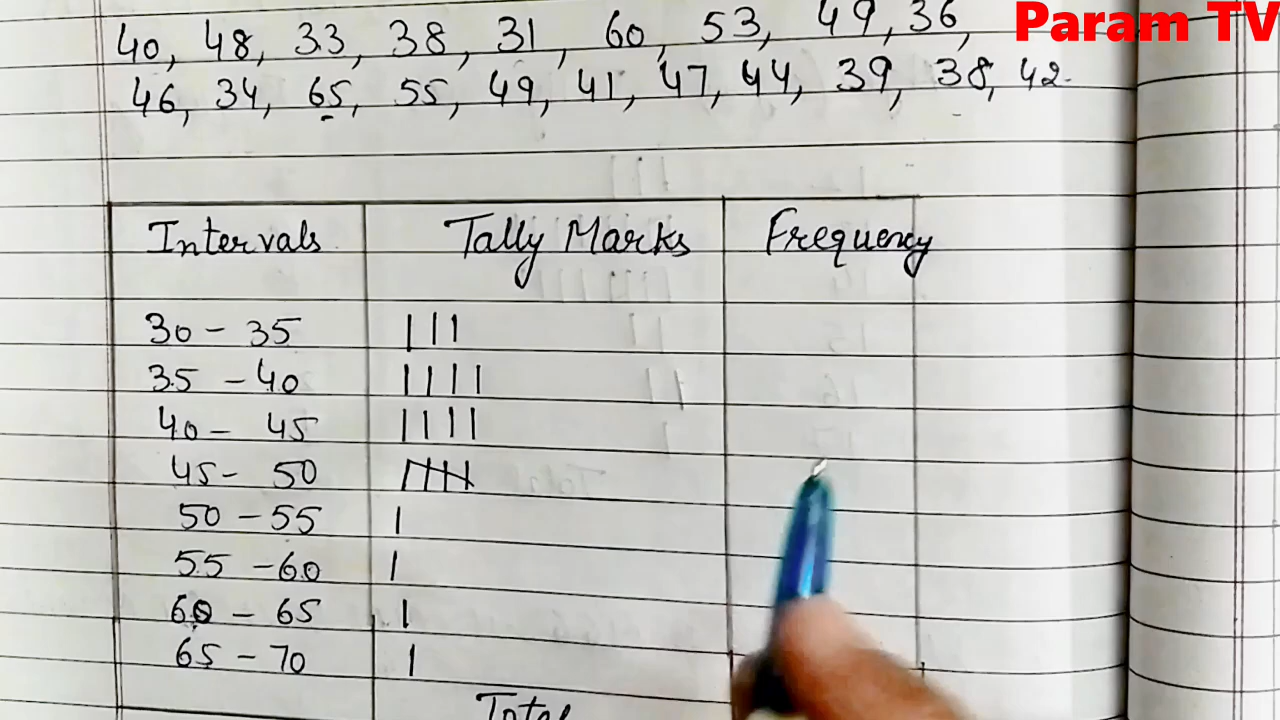 Param TV
40, 48, 33, 38, 31, 60, 53, 49, 36,
46, 34, 65, 55, 49, 41, 47, 44, 39, 38, 42.
Intervals Tally Marks Frequency
30 - 35 |||
35 - 40 ||||
40 - 45 ||||
45 - 50 ||||
50 - 55 |
55 - 60 |
60 - 65 |
65 - 70 |
Total